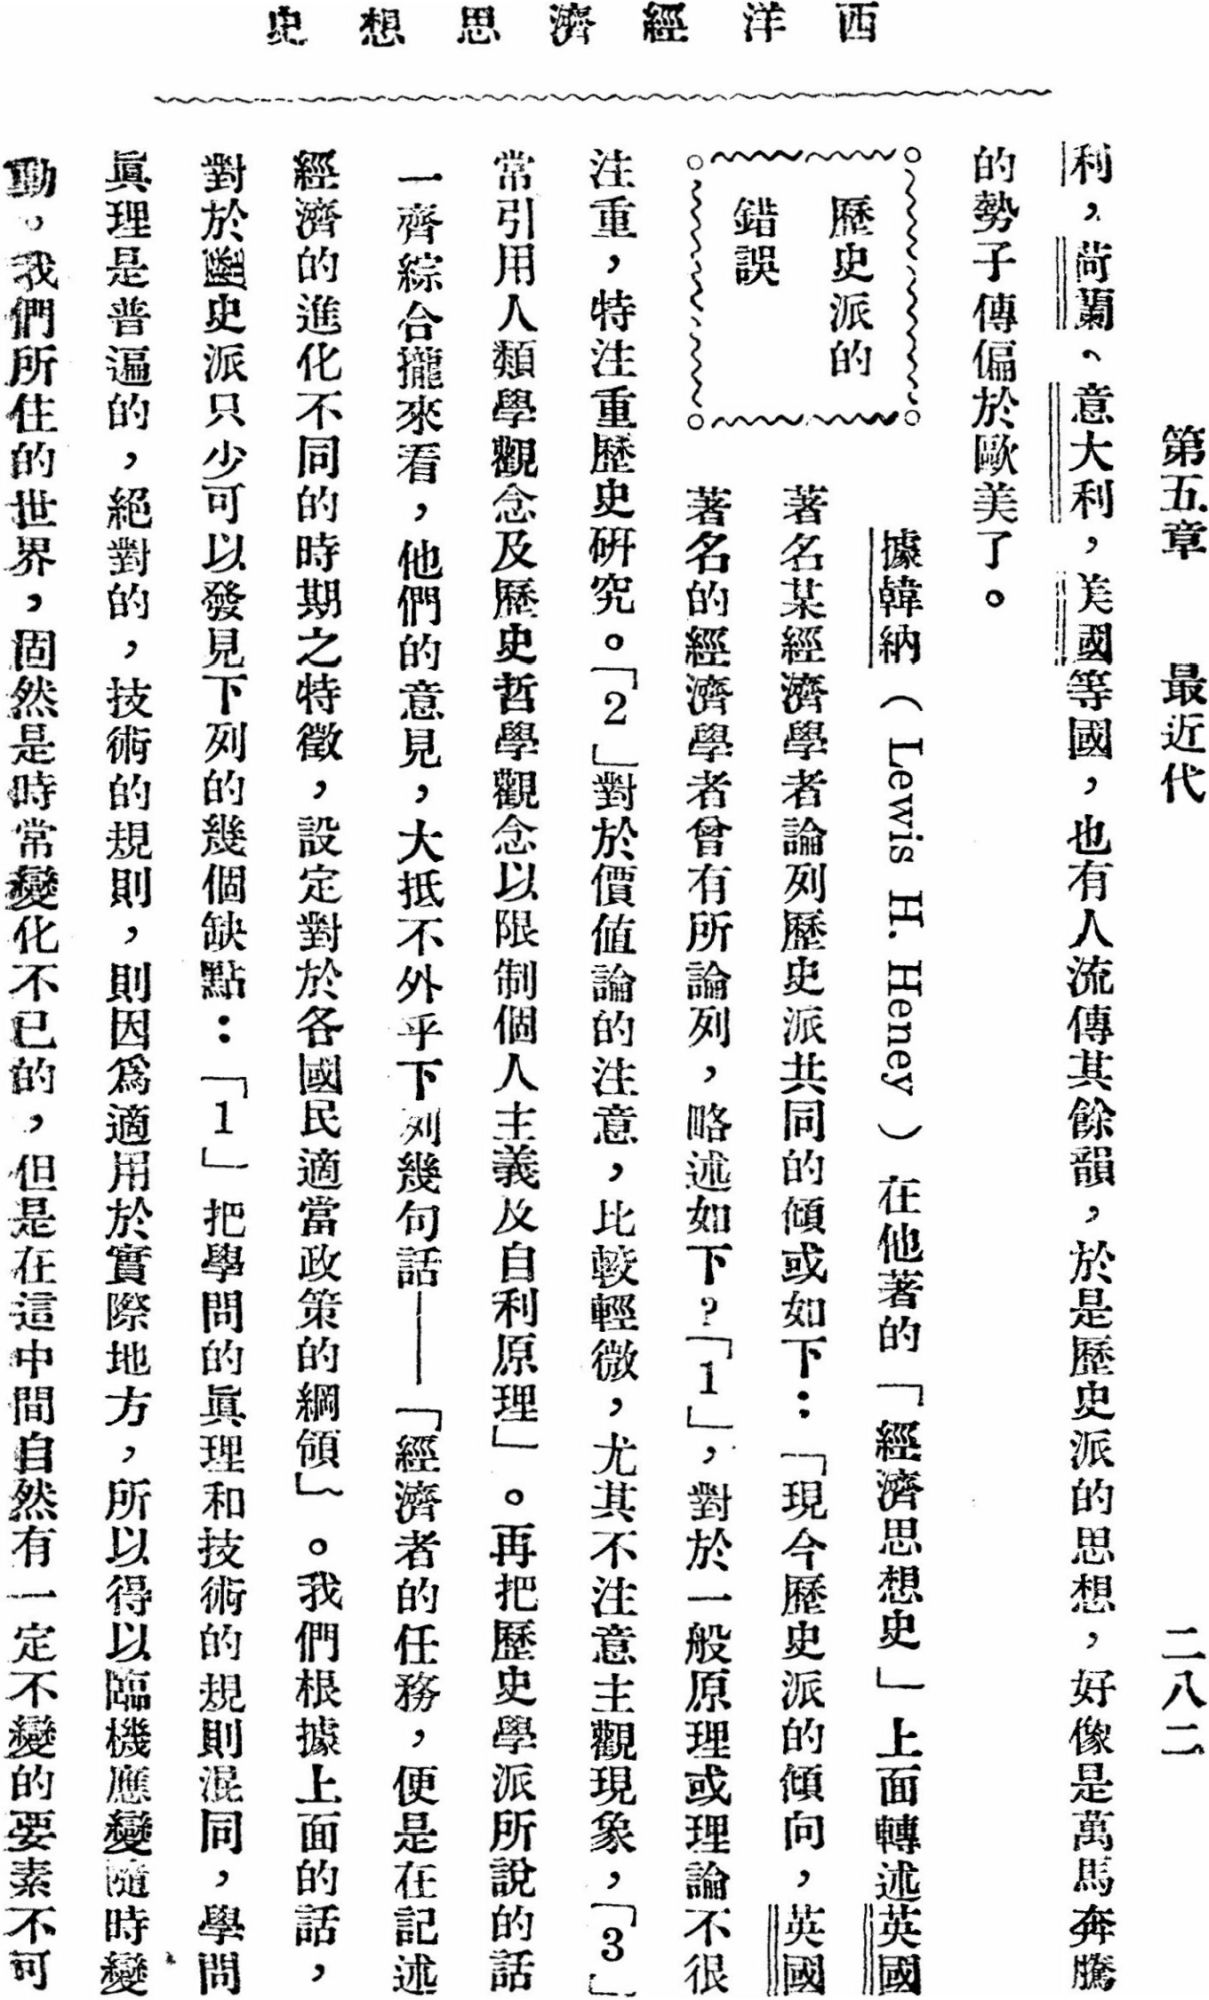 西洋經濟思想史
第五章　最近代　二八二
利，荷蘭、意大利，美國等國，也有人流傳其餘韻，於是歷史派的思想，好像是萬馬奔騰
的勢子傳偏於歐美了。
歷史派的
錯誤
據韓納（Lewis H. Heney）在他著的「經濟思想史」上面轉述英國
著名某經濟學者論列歷史派共同的傾或如下：「現今歷史派的傾向，英國
著名的經濟學者曾有所論列，略述如下？「1」，對於一般原理或理論不很
注重，特注重歷史研究。「2」對於價值論的注意，比較輕微，尤其不注意主觀現象，「3」
常引用人類學觀念及歷史哲學觀念以限制個人主義及自利原理」。再把歷史學派所說的話
一齊綜合攏來看，他們的意見，大抵不外乎下列幾句話——「經濟者的任務，便是在記述
經濟的進化不同的時期之特徵，設定對於各國民適當政策的綱領」。我們根據上面的話，
對於史派只少可以發見下列的幾個缺點：「1」把學問的眞理和技術的規則混同，學問
眞理是普遍的，絕對的，技術的規則，則因爲適用於實際地方，所以得以臨機應變隨時變
動。我們所住的世界，固然是時常變化不已的，但是在這中間自然有一定不變的要素不可